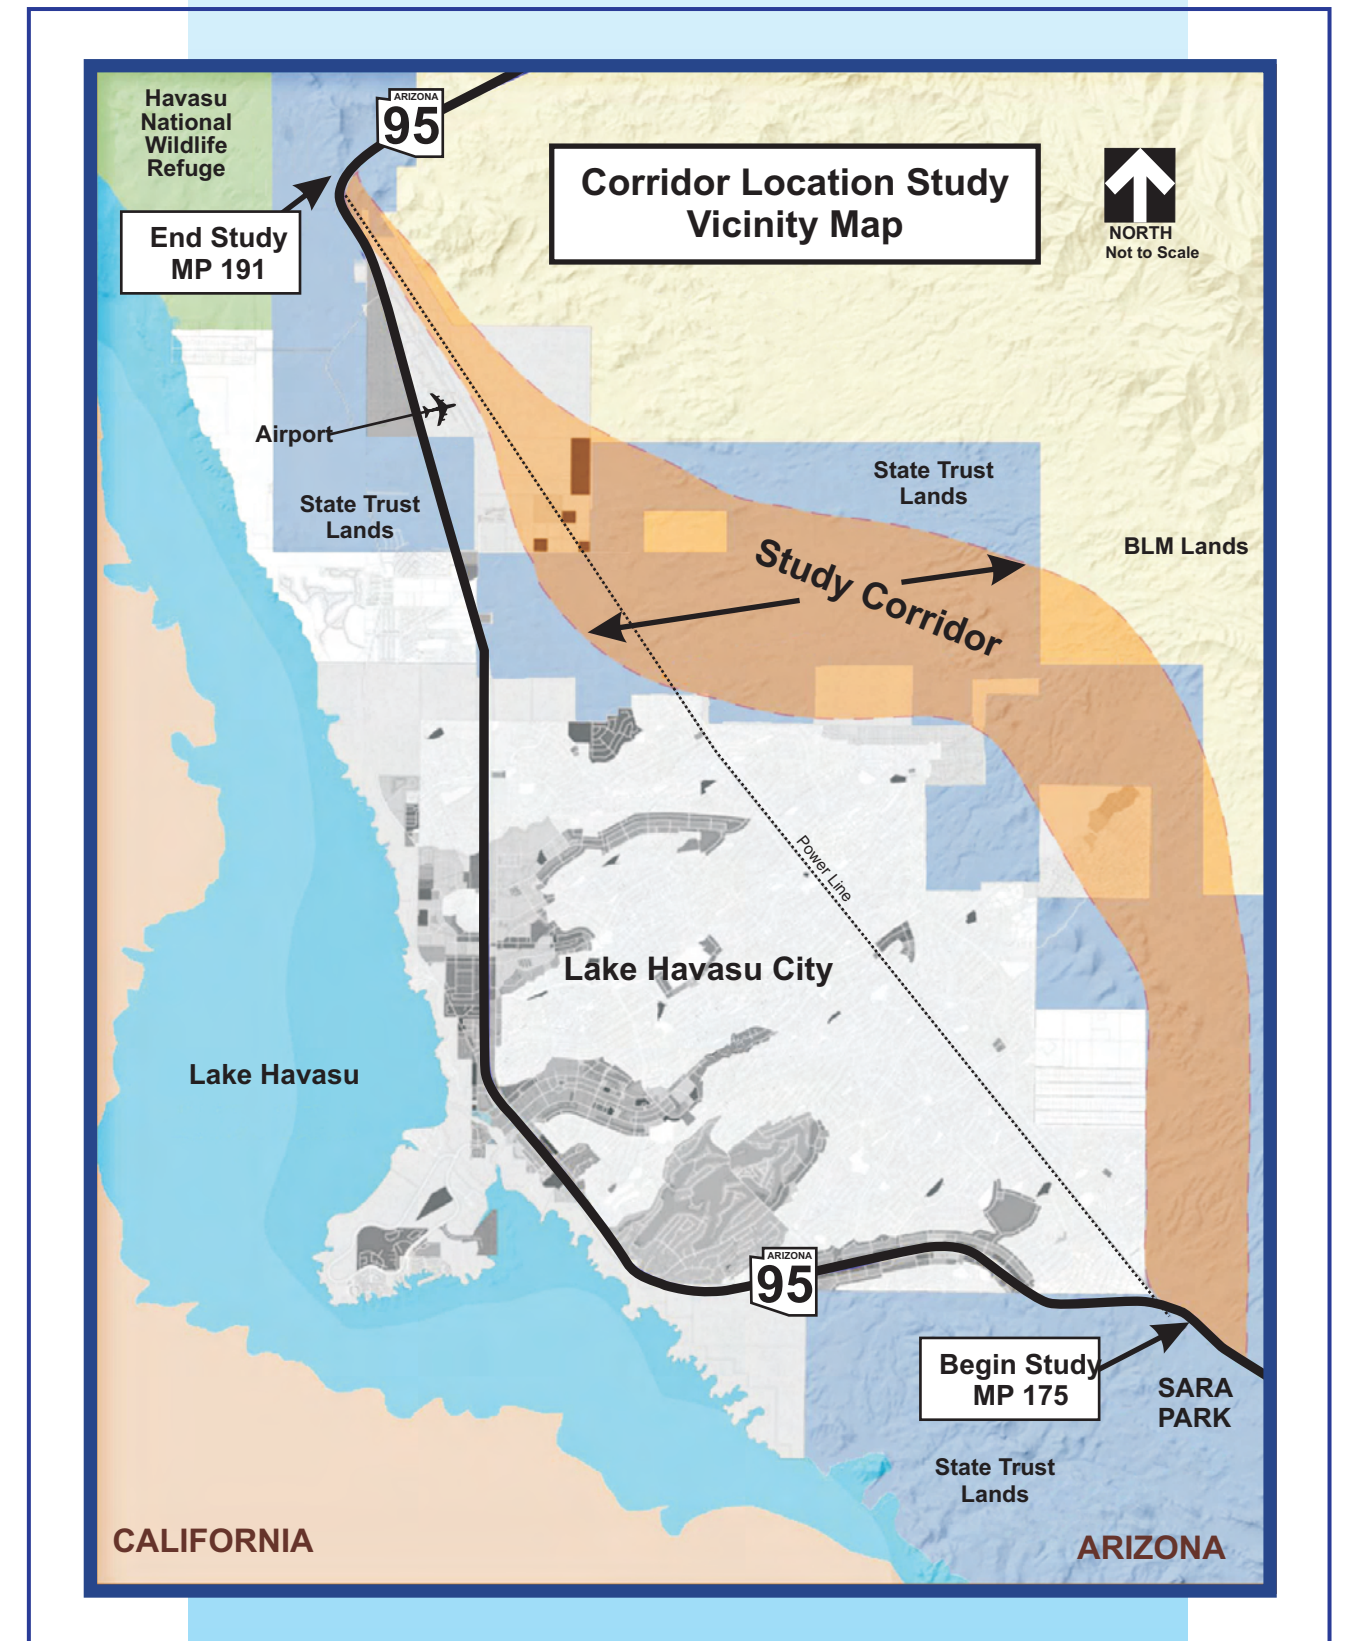 Havasu
National
Wildlife
Refuge
ARIZONA
95
Corridor Location Study
Vicinity Map
NORTH
Not to Scale
End Study
MP 191
Airport
State Trust
Lands
State Trust
Lands
BLM Lands
Study Corridor
Power Line
Lake Havasu City
Lake Havasu
ARIZONA
95
Begin Study
MP 175
SARA
PARK
State Trust
Lands
CALIFORNIA
ARIZONA